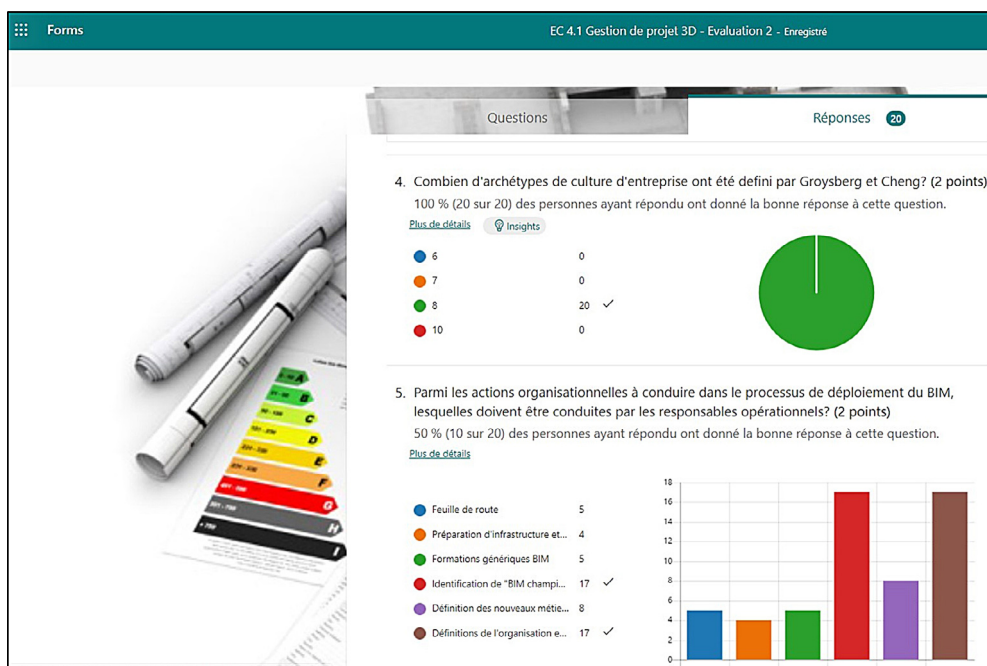 Forms
EC 4.1 Gestion de projet 3D - Evaluation 2 - Enregistré
Questions
Réponses 20
4. Combien d'archétypes de culture d'entreprise ont été defini par Groysberg et Cheng? (2 points)
100 % (20 sur 20) des personnes ayant répondu ont donné la bonne réponse à cette question.
Plus de détails
Insights
6 0
7 0
8 20
10 0
5. Parmi les actions organisationnelles à conduire dans le processus de déploiement du BIM,
lesquelles doivent être conduites par les responsables opérationnels? (2 points)
50 % (10 sur 20) des personnes ayant répondu ont donné la bonne réponse à cette question.
Plus de détails
Feuille de route 5
Préparation d'infrastructure et... 4
Formations génériques BIM 5
Identification de "BIM champi... 17
Définition des nouveaux métie... 8
Définitions de l'organisation e... 17
18
16
14
12
10
8
6
4
2
0
A
B
C
D
E
F
G
H
I